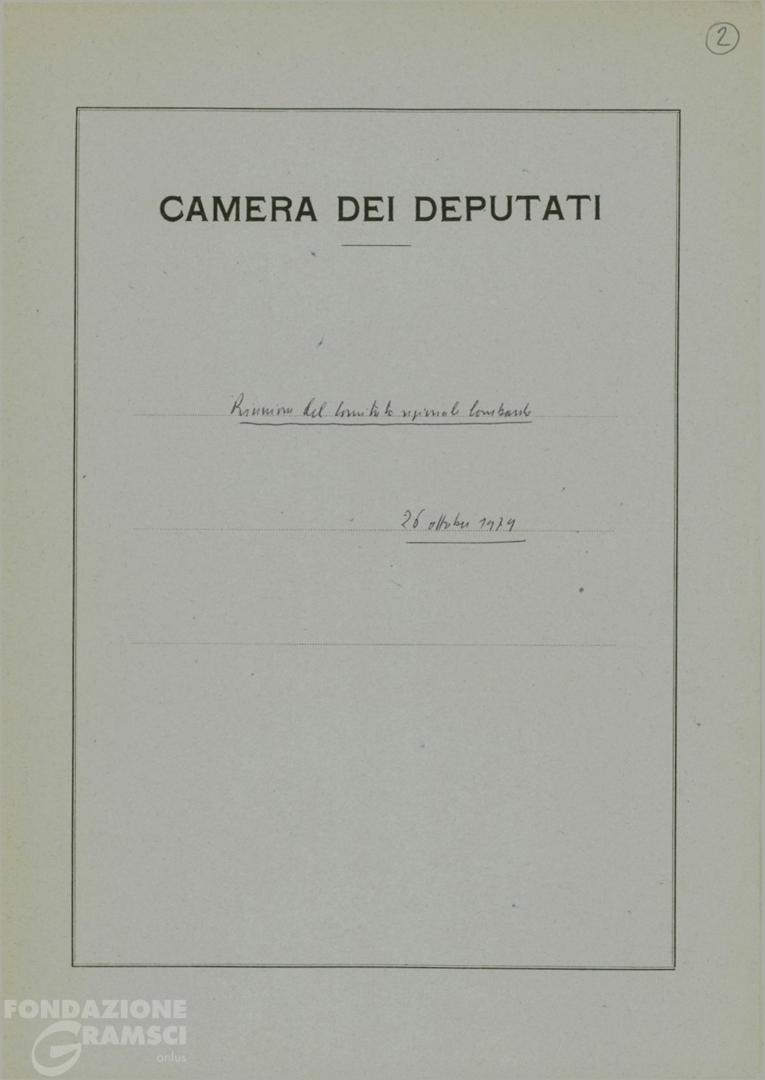 2
CAMERA DEI DEPUTATI
Riunione del Comitato regionale lombardo
26 ottobre 1979
FONDAZIONE
GRAMSCI
onlus